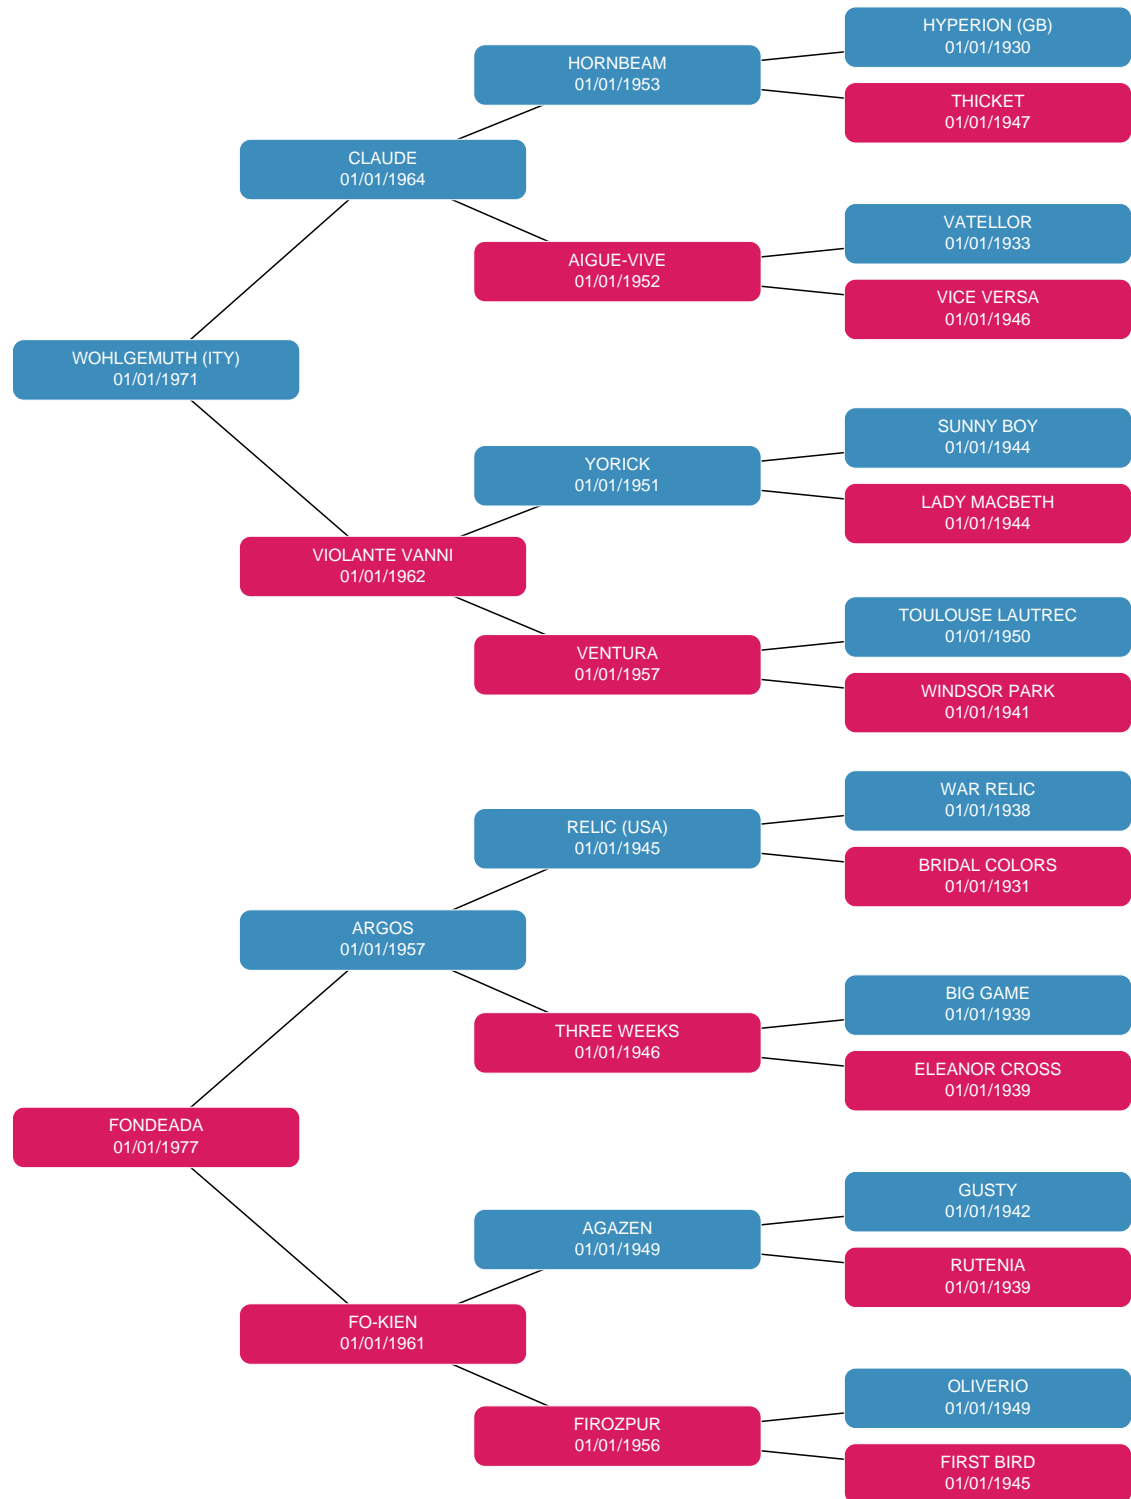 HYPERION (GB)
01/01/1930
HORNBEAM
01/01/1953
THICKET
01/01/1947
CLAUDE
01/01/1964
VATELLOR
01/01/1933
AIGUE-VIVE
01/01/1952
VICE VERSA
01/01/1946
WOHLGEMUTH (ITY)
01/01/1971
SUNNY BOY
01/01/1944
YORICK
01/01/1951
LADY MACBETH
01/01/1944
VIOLANTE VANNI
01/01/1962
TOULOUSE LAUTREC
01/01/1950
VENTURA
01/01/1957
WINDSOR PARK
01/01/1941
WAR RELIC
01/01/1938
RELIC (USA)
01/01/1945
BRIDAL COLORS
01/01/1931
ARGOS
01/01/1957
BIG GAME
01/01/1939
THREE WEEKS
01/01/1946
ELEANOR CROSS
01/01/1939
FONDEADA
01/01/1977
GUSTY
01/01/1942
AGAZEN
01/01/1949
RUTENIA
01/01/1939
FO-KIEN
01/01/1961
OLIVERIO
01/01/1949
FIROZPUR
01/01/1956
FIRST BIRD
01/01/1945